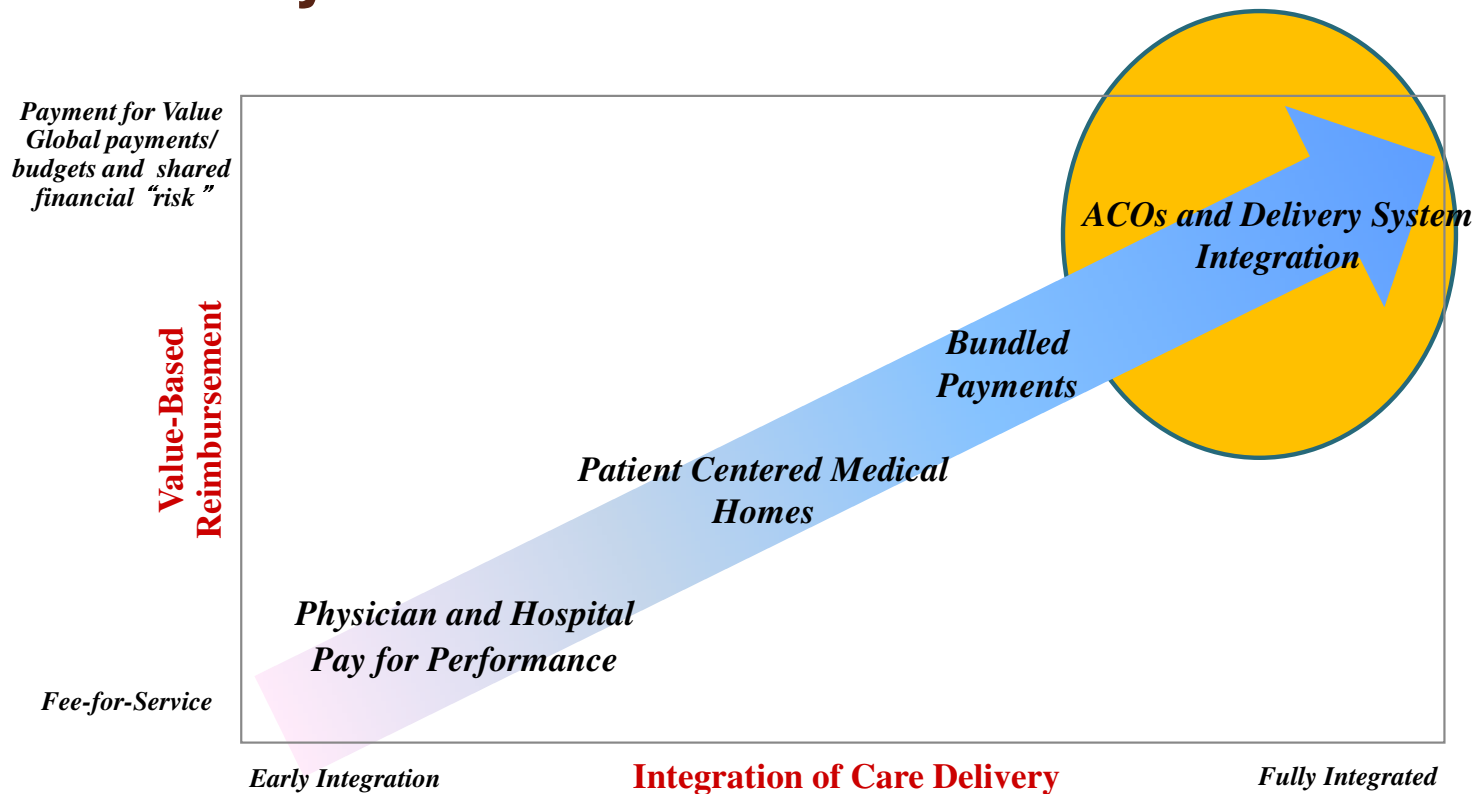 Payment for Value
Global payments/
budgets and shared
financial “risk”
ACOs and Delivery System
Integration
Value-Based
Reimbursement
Bundled
Payments
Patient Centered Medical
Homes
Physician and Hospital
Pay for Performance
Fee-for-Service
Early Integration
Integration of Care Delivery
Fully Integrated